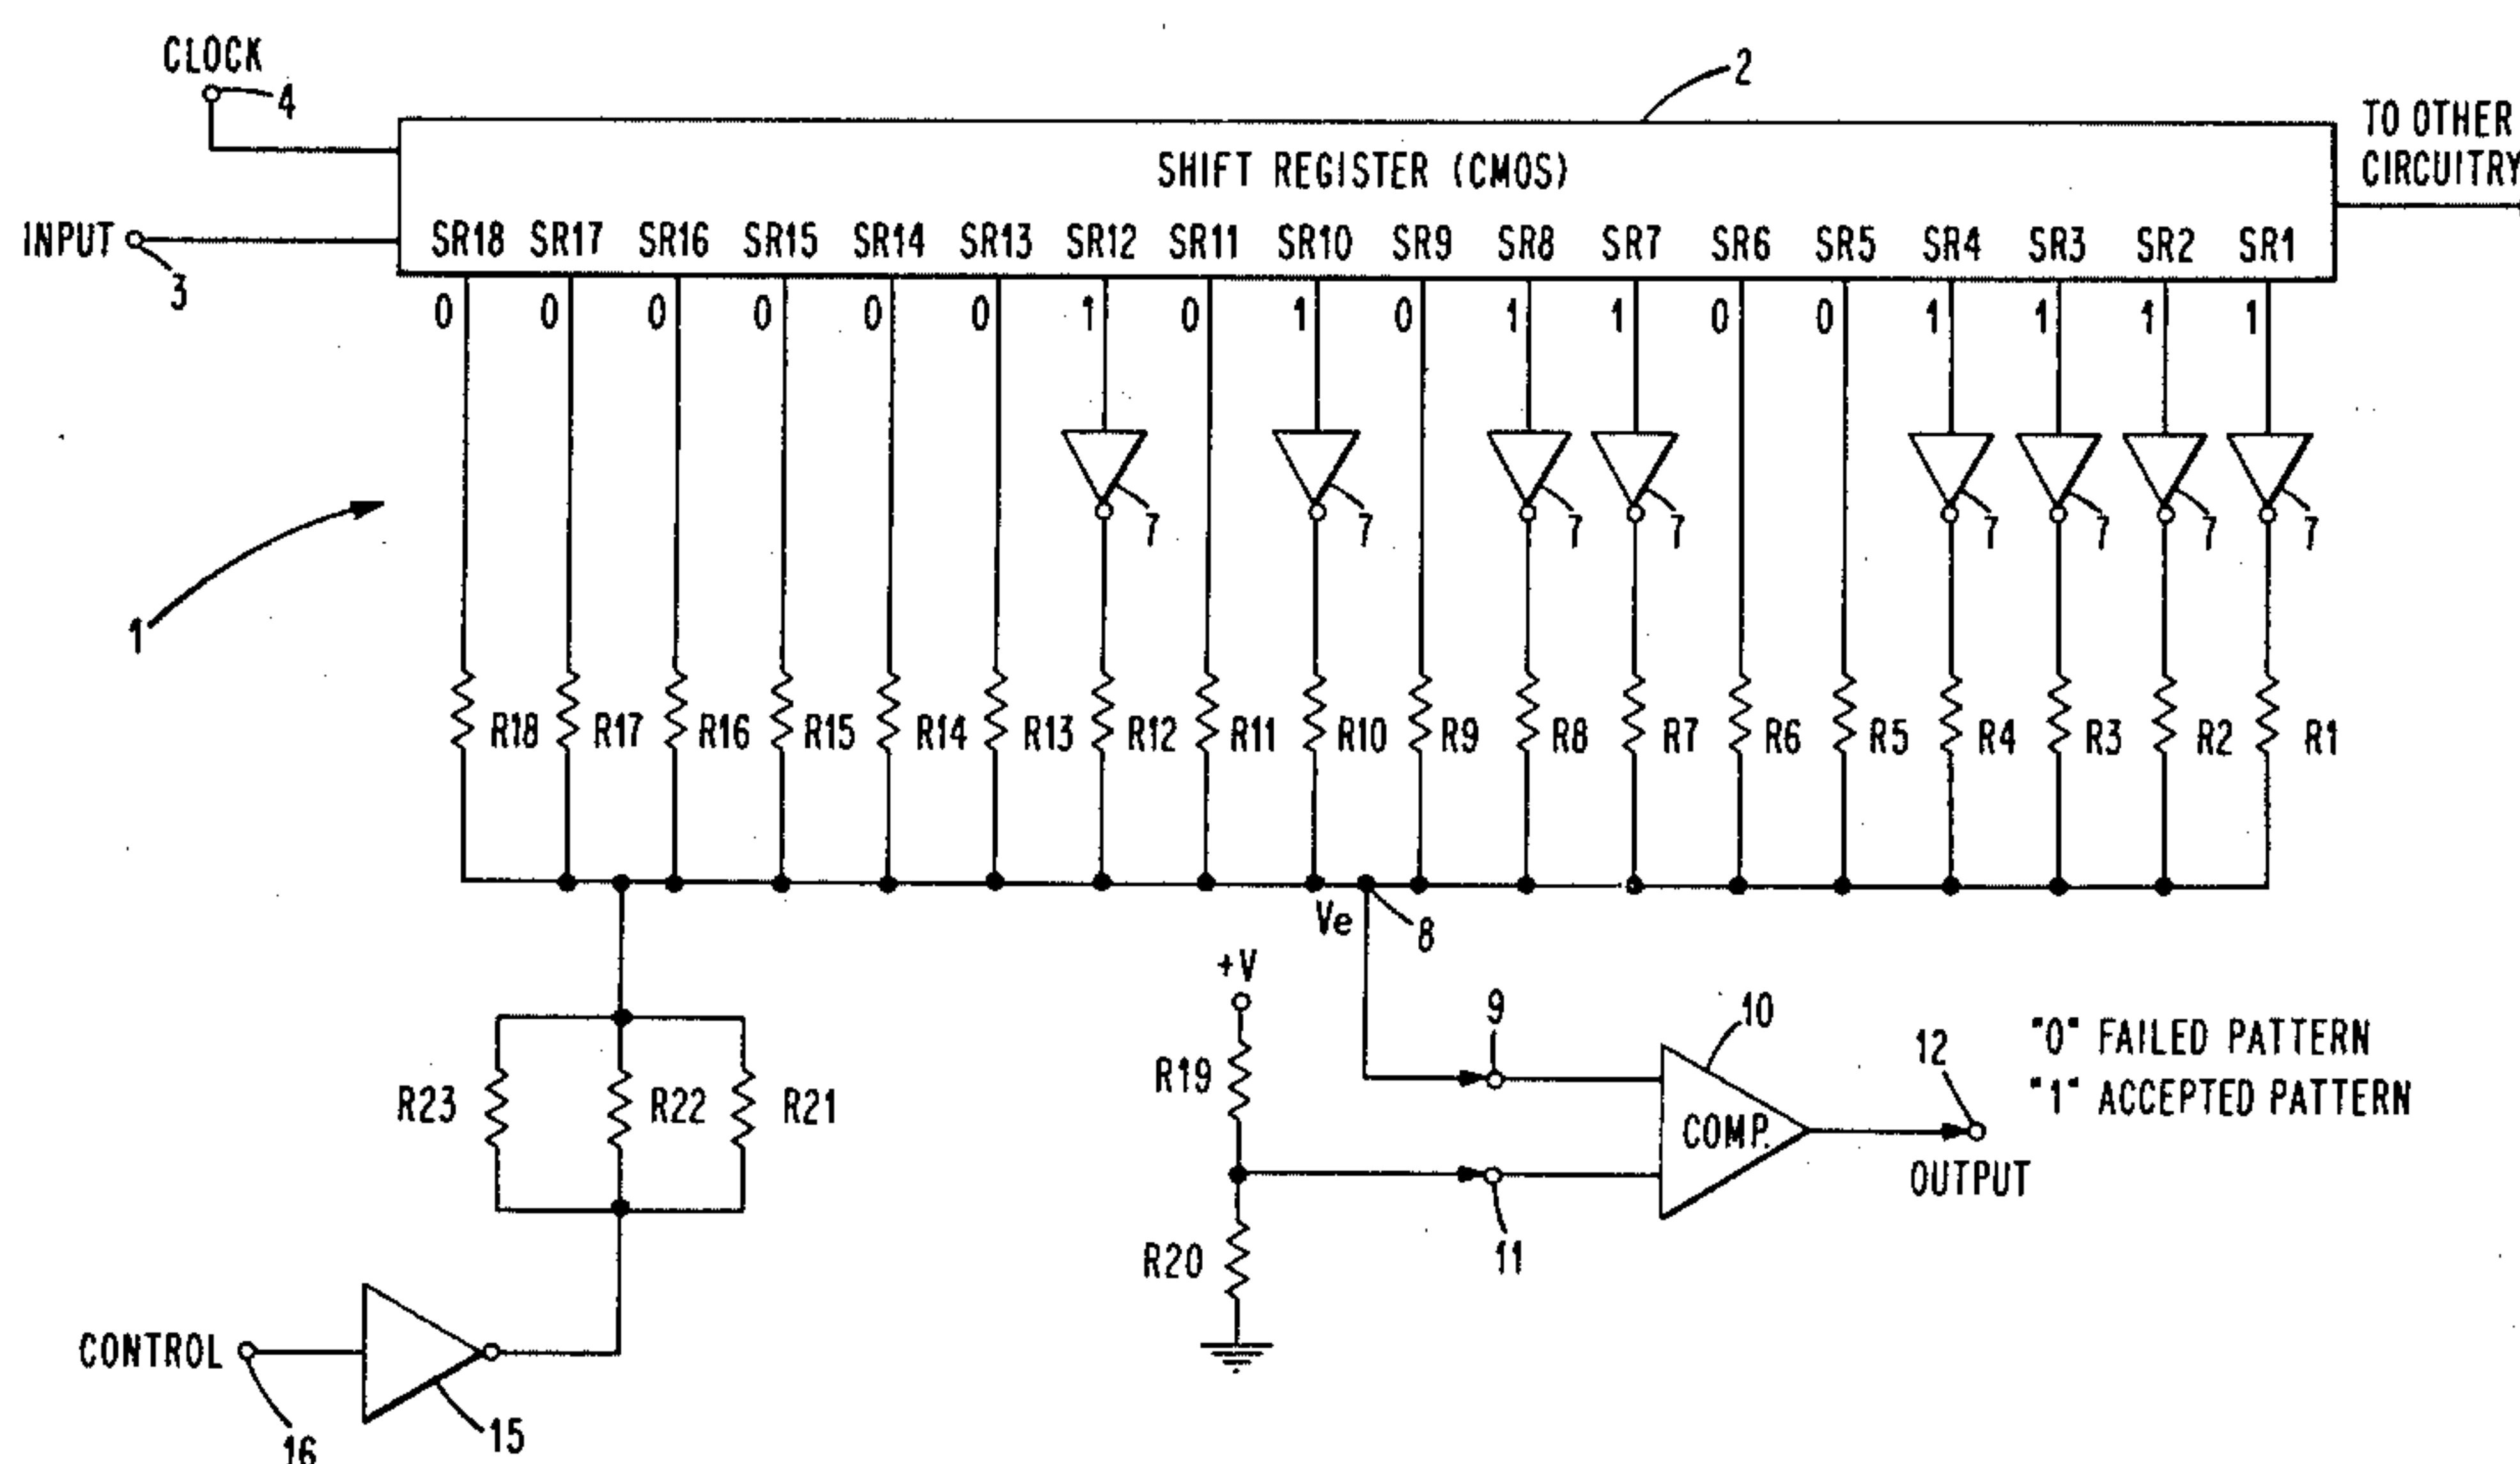 CLOCK
4
2
TO OTHER
CIRCUITRY
SHIFT REGISTER (CMOS)
INPUT
3
SR18 SR17 SR16 SR15 SR14 SR13 SR12 SR11 SR10 SR9 SR8 SR7 SR6 SR5 SR4 SR3 SR2 SR1
0 0 0 0 0 0 1 0 1 0 1 1 0 0 1 1 1 1
7 7 7 7 7 7 7 7
1
R18 R17 R16 R15 R14 R13 R12 R11 R10 R9 R8 R7 R6 R5 R4 R3 R2 R1
Ve
8
+V
9
10
12
"0" FAILED PATTERN
"1" ACCEPTED PATTERN
R19
R23 R22 R21
COMP.
OUTPUT
R20
11
CONTROL
15
16